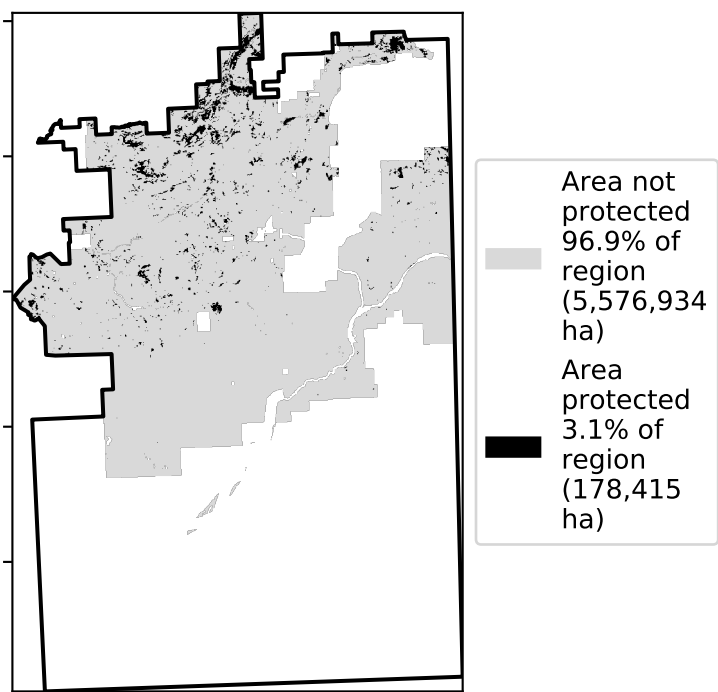 Area not
protected
96.9% of
region
(5,576,934
ha)
Area
protected
3.1% of
region
(178,415
ha)